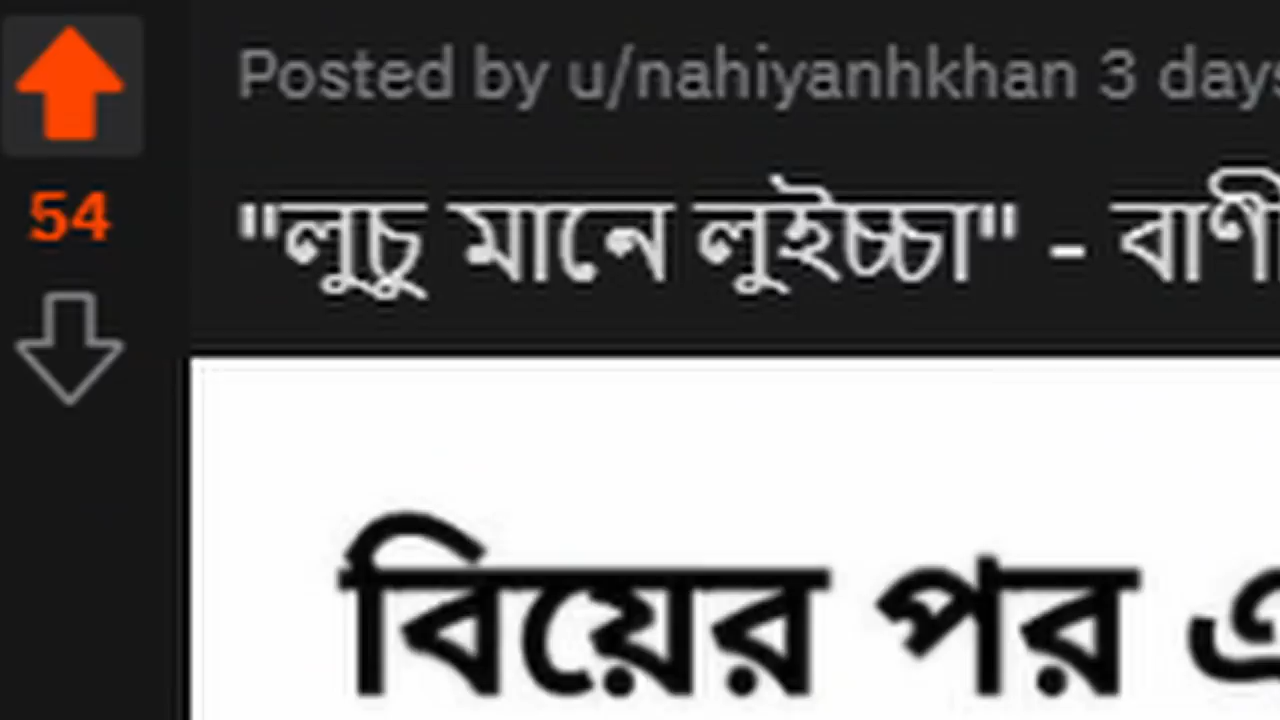 Posted by u/nahiyanhkhan 3 days
54
"লুচু মানে লুইচ্চা" - বাণী
বিয়ের পর এ